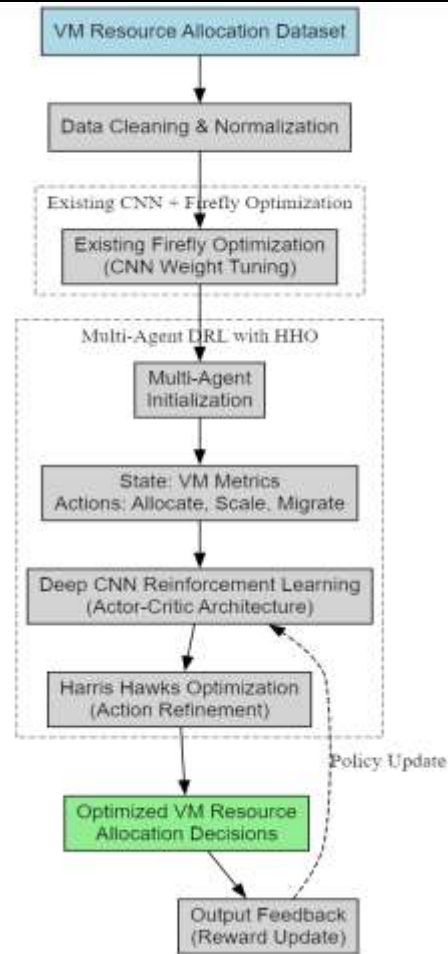 VM Resource Allocation Dataset
Data Cleaning & Normalization
Existing CNN + Firefly Optimization
Existing Firefly Optimization
(CNN Weight Tuning)
Multi-Agent DRL with HHO
Multi-Agent
Initialization
State: VM Metrics
Actions: Allocate, Scale, Migrate
Deep CNN Reinforcement Learning
(Actor-Critic Architecture)
Harris Hawks Optimization
(Action Refinement)
Policy Update
Optimized VM Resource
Allocation Decisions
Output Feedback
(Reward Update)